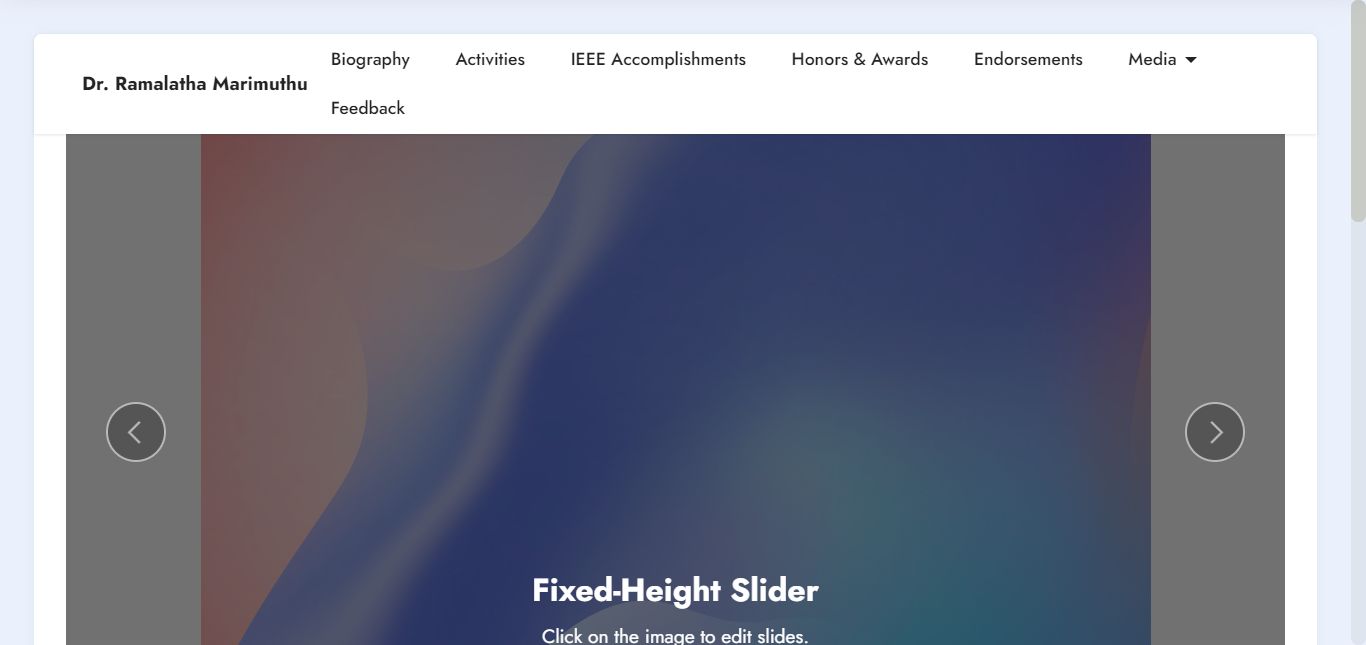 Dr. Ramalatha Marimuthu
Biography Activities IEEE Accomplishments Honors & Awards Endorsements Media
Feedback
Fixed-Height Slider
Click on the image to edit slides.